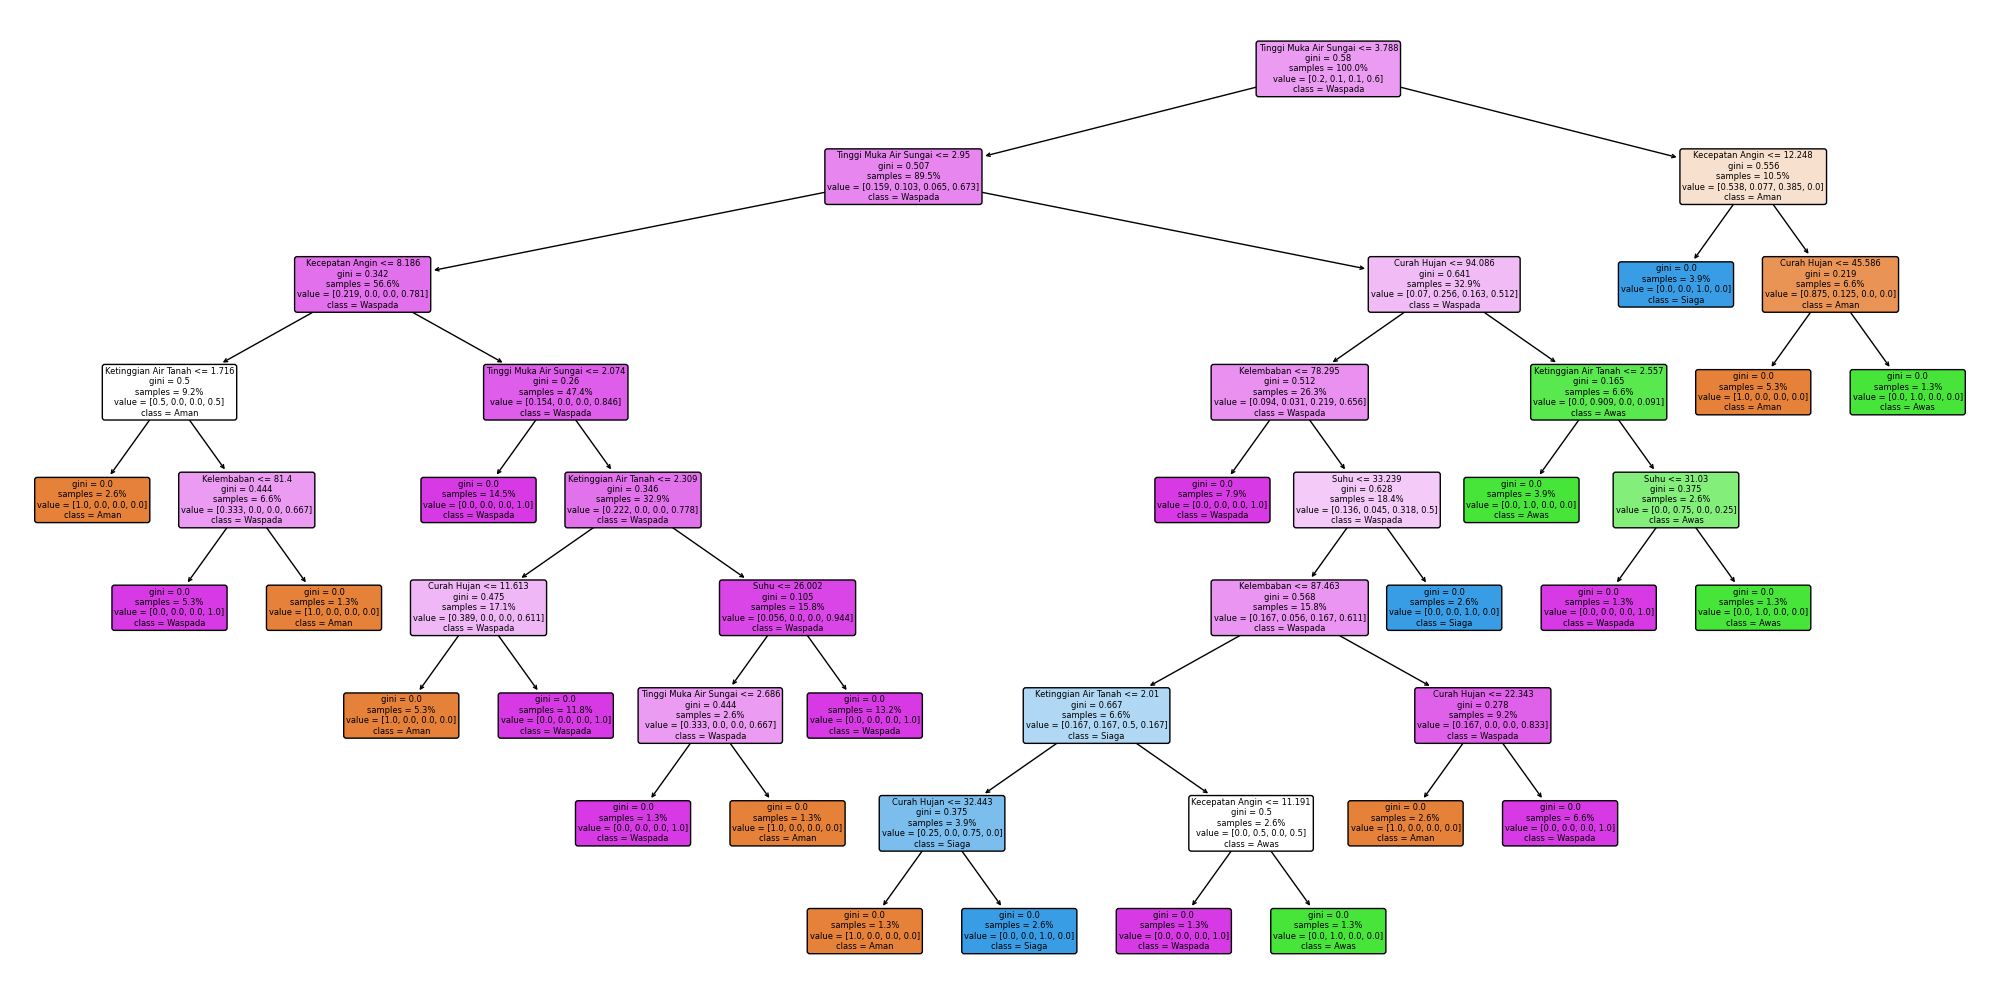 Tinggi Muka Air Sungai <= 3.788
gini = 0.58
samples = 100.0%
value = [0.2, 0.1, 0.1, 0.6]
class = Waspada
Tinggi Muka Air Sungai <= 2.95
gini = 0.507
samples = 89.5%
value = [0.159, 0.103, 0.065, 0.673]
class = Waspada
Kecepatan Angin <= 12.248
gini = 0.556
samples = 10.5%
value = [0.538, 0.077, 0.385, 0.0]
class = Aman
Kecepatan Angin <= 8.186
gini = 0.342
samples = 56.6%
value = [0.219, 0.0, 0.0, 0.781]
class = Waspada
Curah Hujan <= 94.086
gini = 0.641
samples = 32.9%
value = [0.07, 0.256, 0.163, 0.512]
class = Waspada
gini = 0.0
samples = 3.9%
value = [0.0, 0.0, 1.0, 0.0]
class = Siaga
Curah Hujan <= 45.586
gini = 0.219
samples = 6.6%
value = [0.875, 0.125, 0.0, 0.0]
class = Aman
Ketinggian Air Tanah <= 1.716
gini = 0.5
samples = 9.2%
value = [0.5, 0.0, 0.0, 0.5]
class = Aman
Tinggi Muka Air Sungai <= 2.074
gini = 0.26
samples = 47.4%
value = [0.154, 0.0, 0.0, 0.846]
class = Waspada
Kelembaban <= 78.295
gini = 0.512
samples = 26.3%
value = [0.094, 0.031, 0.219, 0.656]
class = Waspada
Ketinggian Air Tanah <= 2.557
gini = 0.165
samples = 6.6%
value = [0.0, 0.909, 0.0, 0.091]
class = Awas
gini = 0.0
samples = 5.3%
value = [1.0, 0.0, 0.0, 0.0]
class = Aman
gini = 0.0
samples = 1.3%
value = [0.0, 1.0, 0.0, 0.0]
class = Awas
gini = 0.0
samples = 2.6%
value = [1.0, 0.0, 0.0, 0.0]
class = Aman
Kelembaban <= 81.4
gini = 0.444
samples = 6.6%
value = [0.333, 0.0, 0.0, 0.667]
class = Waspada
gini = 0.0
samples = 14.5%
value = [0.0, 0.0, 0.0, 1.0]
class = Waspada
Ketinggian Air Tanah <= 2.309
gini = 0.346
samples = 32.9%
value = [0.222, 0.0, 0.0, 0.778]
class = Waspada
gini = 0.0
samples = 7.9%
value = [0.0, 0.0, 0.0, 1.0]
class = Waspada
Suhu <= 33.239
gini = 0.628
samples = 18.4%
value = [0.136, 0.045, 0.318, 0.5]
class = Waspada
gini = 0.0
samples = 3.9%
value = [0.0, 1.0, 0.0, 0.0]
class = Awas
Suhu <= 31.03
gini = 0.375
samples = 2.6%
value = [0.0, 0.75, 0.0, 0.25]
class = Awas
gini = 0.0
samples = 5.3%
value = [0.0, 0.0, 0.0, 1.0]
class = Waspada
gini = 0.0
samples = 1.3%
value = [1.0, 0.0, 0.0, 0.0]
class = Aman
Curah Hujan <= 11.613
gini = 0.475
samples = 17.1%
value = [0.389, 0.0, 0.0, 0.611]
class = Waspada
Suhu <= 26.002
gini = 0.105
samples = 15.8%
value = [0.056, 0.0, 0.0, 0.944]
class = Waspada
Kelembaban <= 87.463
gini = 0.568
samples = 15.8%
value = [0.167, 0.056, 0.167, 0.611]
class = Waspada
gini = 0.0
samples = 2.6%
value = [0.0, 0.0, 1.0, 0.0]
class = Siaga
gini = 0.0
samples = 1.3%
value = [0.0, 0.0, 0.0, 1.0]
class = Waspada
gini = 0.0
samples = 1.3%
value = [0.0, 1.0, 0.0, 0.0]
class = Awas
gini = 0.0
samples = 5.3%
value = [1.0, 0.0, 0.0, 0.0]
class = Aman
gini = 0.0
samples = 11.8%
value = [0.0, 0.0, 0.0, 1.0]
class = Waspada
Tinggi Muka Air Sungai <= 2.686
gini = 0.444
samples = 2.6%
value = [0.333, 0.0, 0.0, 0.667]
class = Waspada
gini = 0.0
samples = 13.2%
value = [0.0, 0.0, 0.0, 1.0]
class = Waspada
Ketinggian Air Tanah <= 2.01
gini = 0.667
samples = 6.6%
value = [0.167, 0.167, 0.5, 0.167]
class = Siaga
Curah Hujan <= 22.343
gini = 0.278
samples = 9.2%
value = [0.167, 0.0, 0.0, 0.833]
class = Waspada
gini = 0.0
samples = 1.3%
value = [0.0, 0.0, 0.0, 1.0]
class = Waspada
gini = 0.0
samples = 1.3%
value = [1.0, 0.0, 0.0, 0.0]
class = Aman
Curah Hujan <= 32.443
gini = 0.375
samples = 3.9%
value = [0.25, 0.0, 0.75, 0.0]
class = Siaga
Kecepatan Angin <= 11.191
gini = 0.5
samples = 2.6%
value = [0.0, 0.5, 0.0, 0.5]
class = Awas
gini = 0.0
samples = 2.6%
value = [1.0, 0.0, 0.0, 0.0]
class = Aman
gini = 0.0
samples = 6.6%
value = [0.0, 0.0, 0.0, 1.0]
class = Waspada
gini = 0.0
samples = 1.3%
value = [1.0, 0.0, 0.0, 0.0]
class = Aman
gini = 0.0
samples = 2.6%
value = [0.0, 0.0, 1.0, 0.0]
class = Siaga
gini = 0.0
samples = 1.3%
value = [0.0, 0.0, 0.0, 1.0]
class = Waspada
gini = 0.0
samples = 1.3%
value = [0.0, 1.0, 0.0, 0.0]
class = Awas